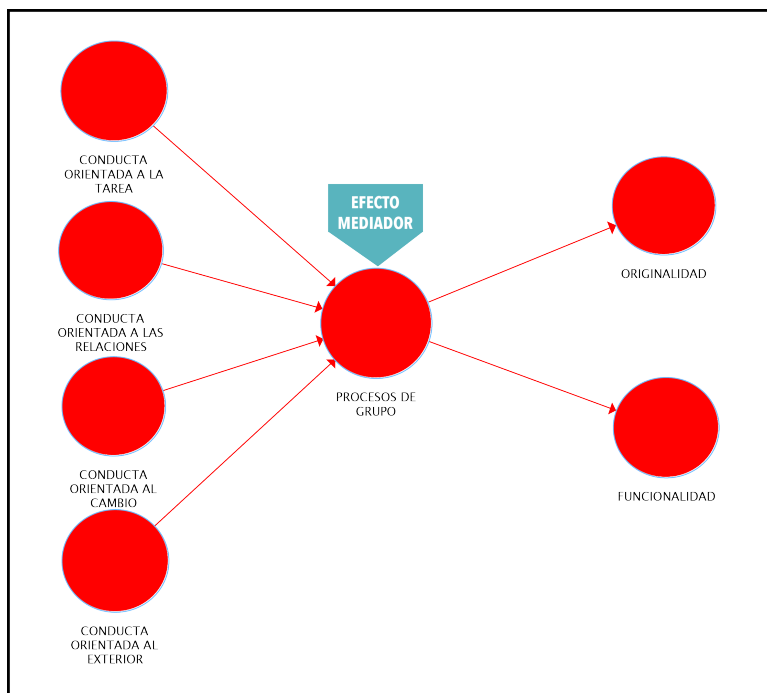 CONDUCTA
ORIENTADA A LA
TAREA
EFECTO
MEDIADOR
ORIGINALIDAD
CONDUCTA
ORIENTADA A LAS
RELACIONES
PROCESOS DE
GRUPO
CONDUCTA
ORIENTADA AL
CAMBIO
FUNCIONALIDAD
CONDUCTA
ORIENTADA AL
EXTERIOR